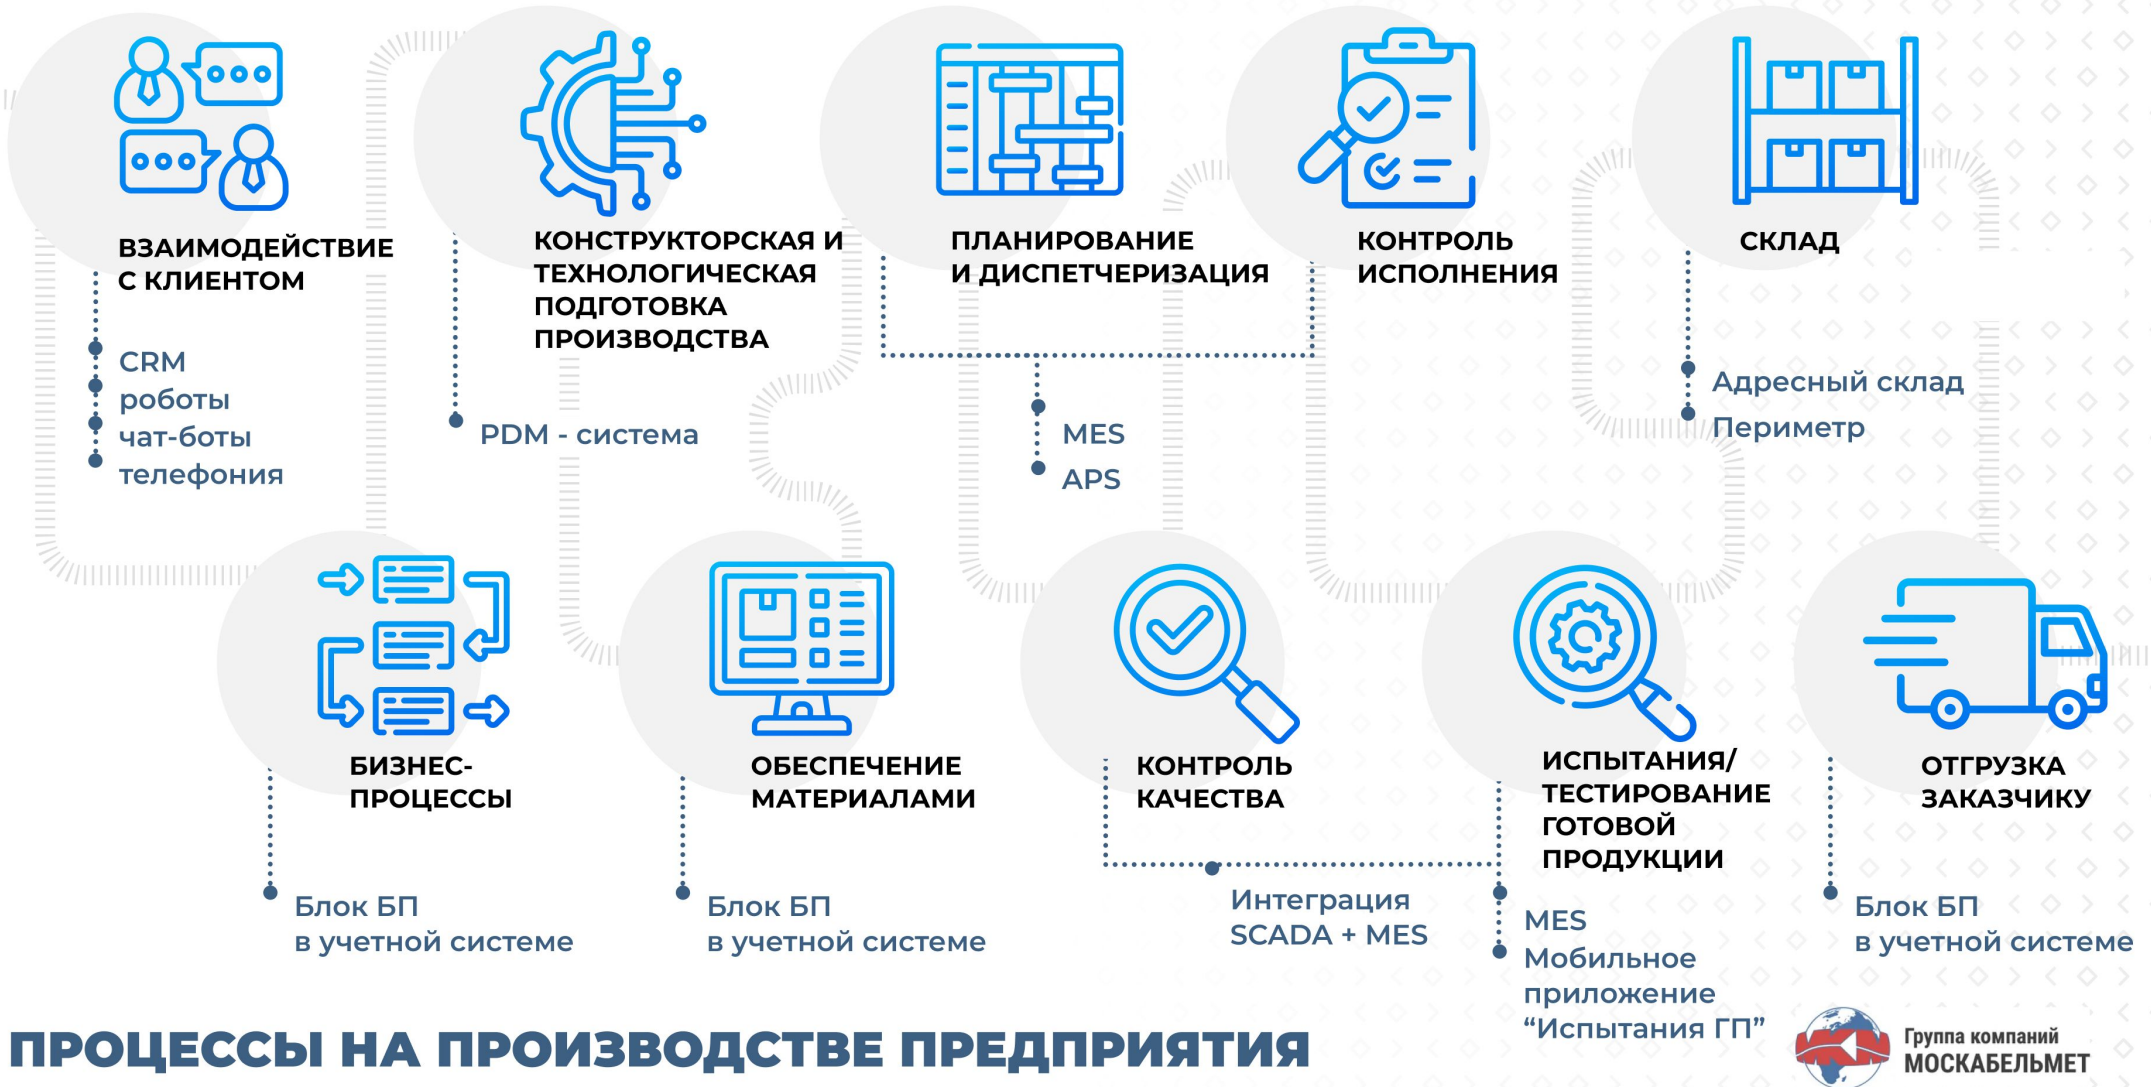 ВЗАИМОДЕЙСТВИЕ
С КЛИЕНТОМ
CRM
роботы
чат-боты
телефония
КОНСТРУКТОРСКАЯ И
ТЕХНОЛОГИЧЕСКАЯ
ПОДГОТОВКА
ПРОИЗВОДСТВА
PDM - система
ПЛАНИРОВАНИЕ
И ДИСПЕТЧЕРИЗАЦИЯ
КОНТРОЛЬ
ИСПОЛНЕНИЯ
MES
APS
СКЛАД
Адресный склад
Периметр
БИЗНЕС-
ПРОЦЕССЫ
Блок БП
в учетной системе
ОБЕСПЕЧЕНИЕ
МАТЕРИАЛАМИ
Блок БП
в учетной системе
КОНТРОЛЬ
КАЧЕСТВА
Интеграция
SCADA + MES
ИСПЫТАНИЯ/
ТЕСТИРОВАНИЕ
ГОТОВОЙ
ПРОДУКЦИИ
MES
Мобильное
приложение
“Испытания ГП”
ОТГРУЗКА
ЗАКАЗЧИКУ
Блок БП
в учетной системе
ПРОЦЕССЫ НА ПРОИЗВОДСТВЕ ПРЕДПРИЯТИЯ
Группа компаний
МОСКАБЕЛЬМЕТ